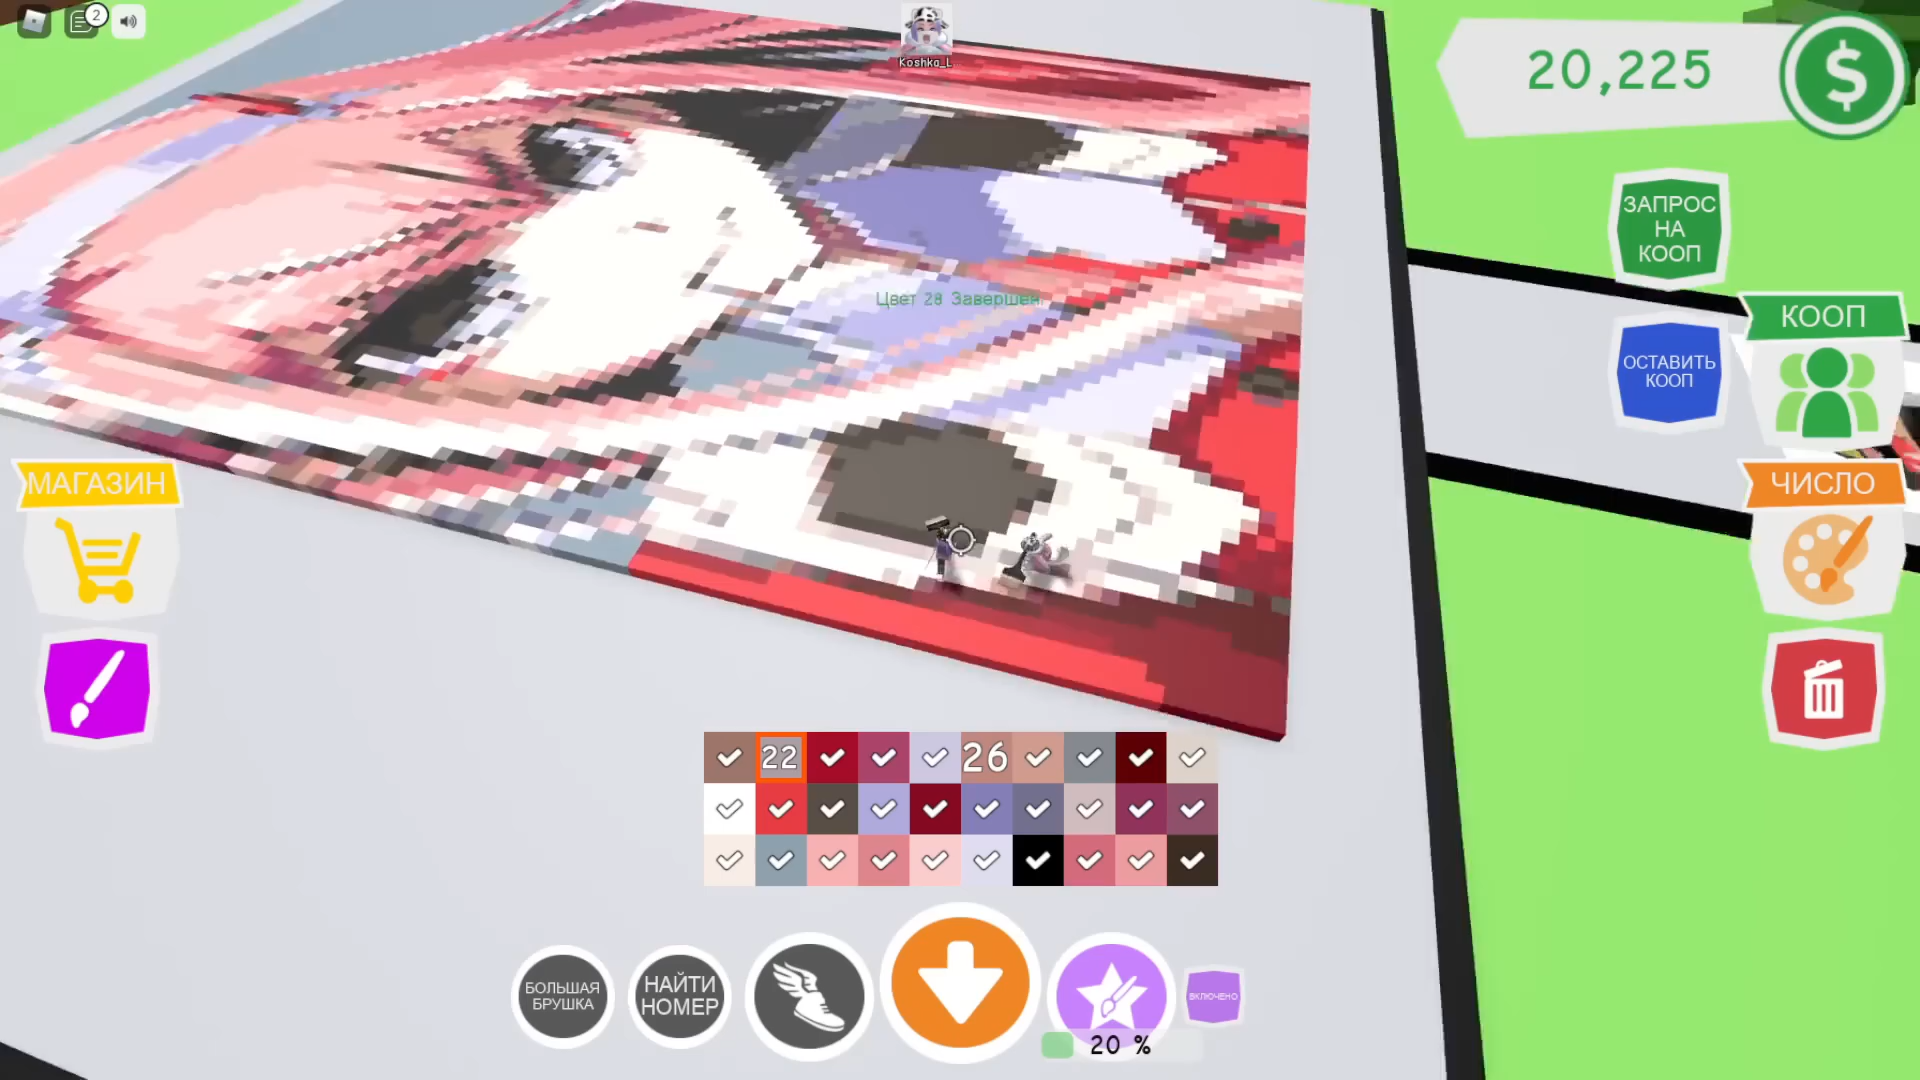 2
Koshka_L
20,225
ЗАПРОС
НА
КООП
КООП
ОСТАВИТЬ
КООП
Цвет 28 Завершен
МАГАЗИН
ЧИСЛО
22
26
БОЛЬШАЯ
БРУШКА
НАЙТИ
НОМЕР
ВКЛЮЧЕНО
20 %